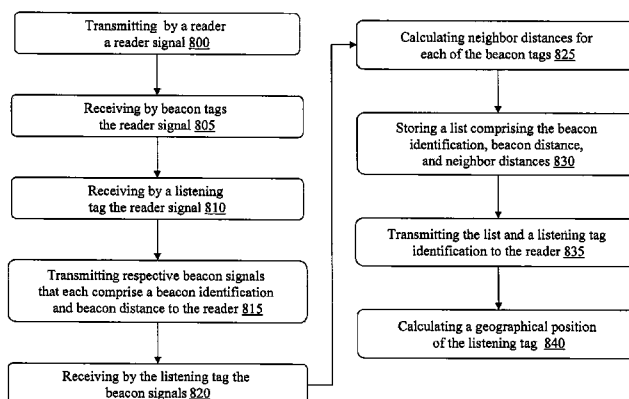 Transmitting by a reader
a reader signal 800
Receiving by beacon tags
the reader signal 805
Receiving by a listening
tag the reader signal 810
Transmitting respective beacon signals
that each comprise a beacon identification
and beacon distance to the reader 815
Receiving by the listening tag the
beacon signals 820
Calculating neighbor distances for
each of the beacon tags 825
Storing a list comprising the beacon
identification, beacon distance,
and neighbor distances 830
Transmitting the list and a listening tag
identification to the reader 835
Calculating a geographical position
of the listening tag 840